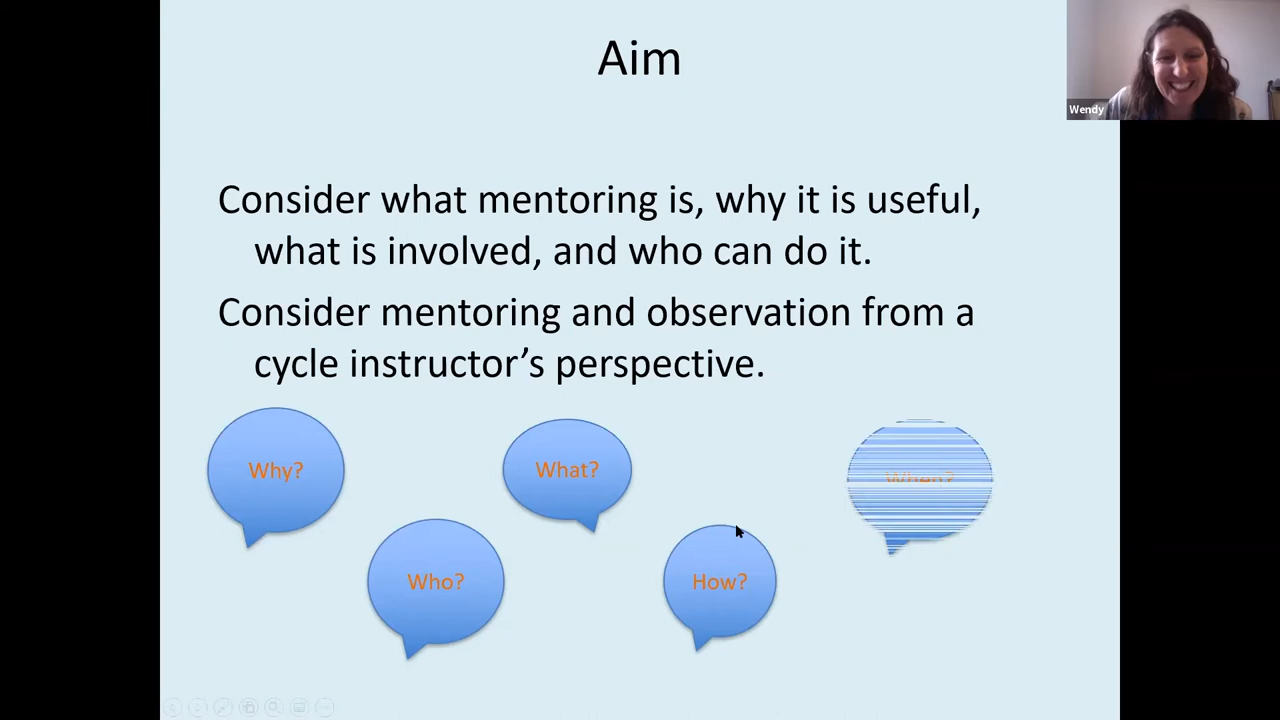 Aim
Wendy
Consider what mentoring is, why it is useful,
what is involved, and who can do it.
Consider mentoring and observation from a
cycle instructor’s perspective.
Why?
What?
When?
Who?
How?